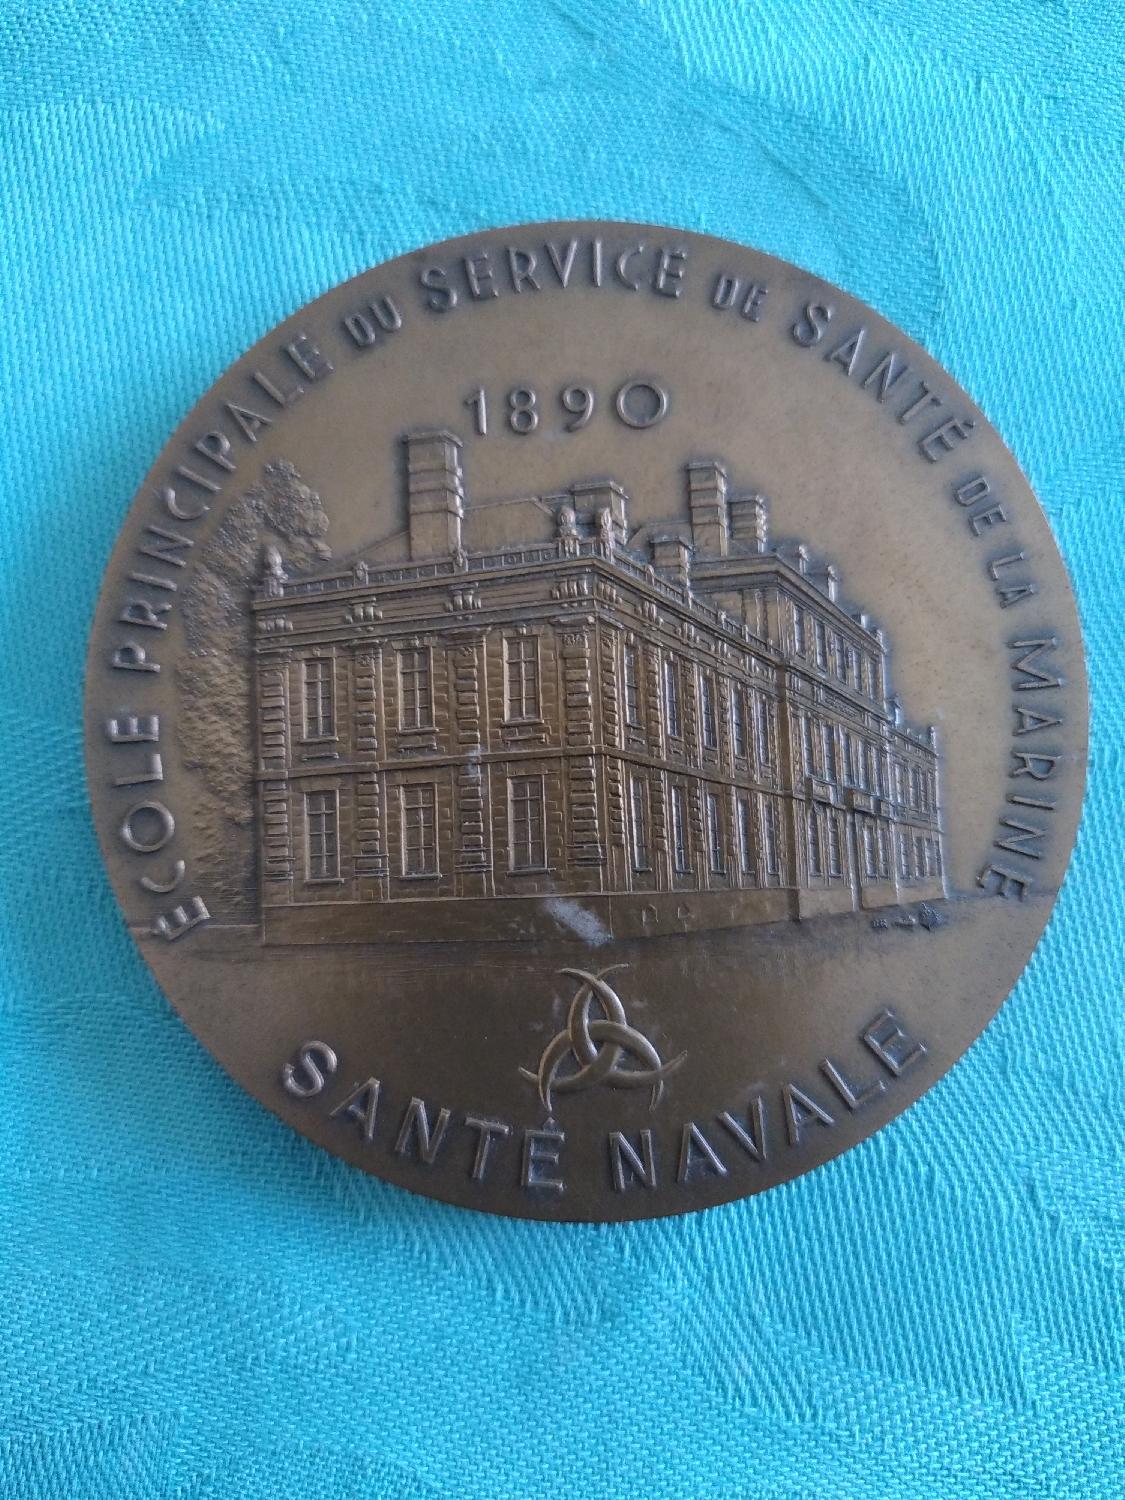 ÉCOLE PRINCIPALE DU SERVICE DE SANTÉ DE LA MARINE
1890
SANTÉ NAVALE